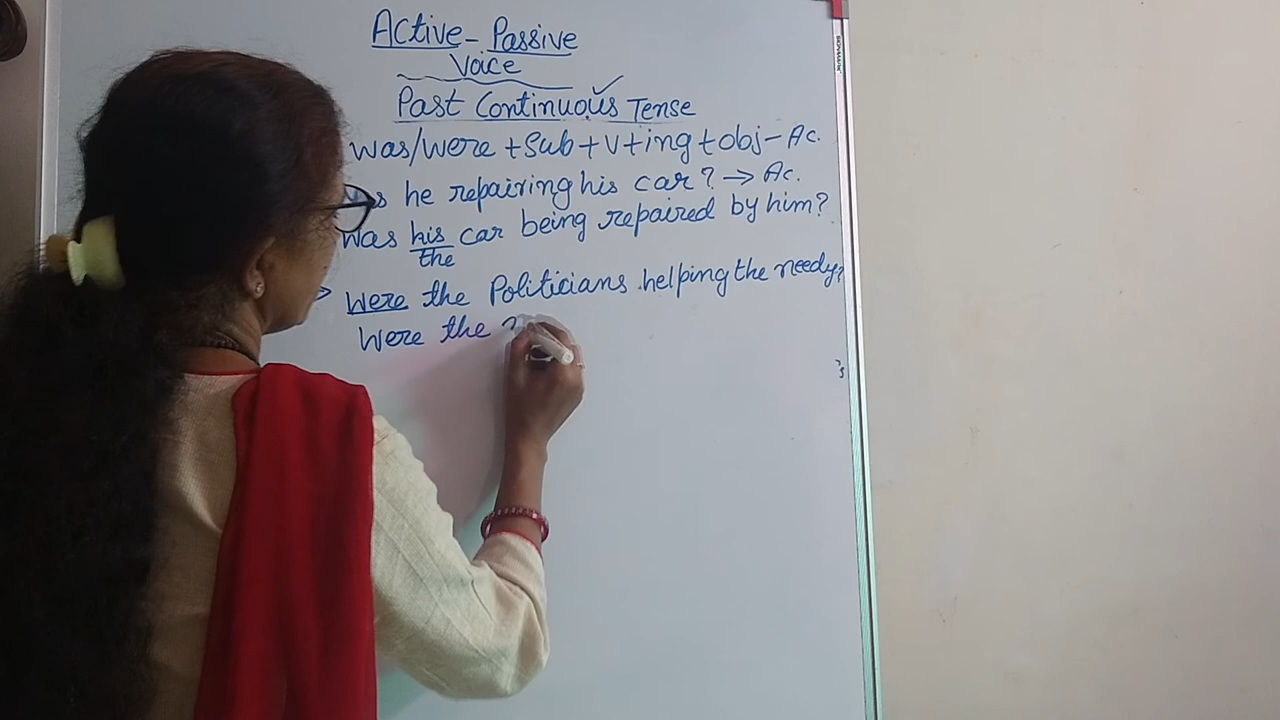 Active - Passive
Voice
Past Continuous Tense
was/were + Sub + V + ing + obj - Ac.
he repairing his car? → Ac.
was his car being repaired by him?
the
Were the Politicians helping the needy?
Were the